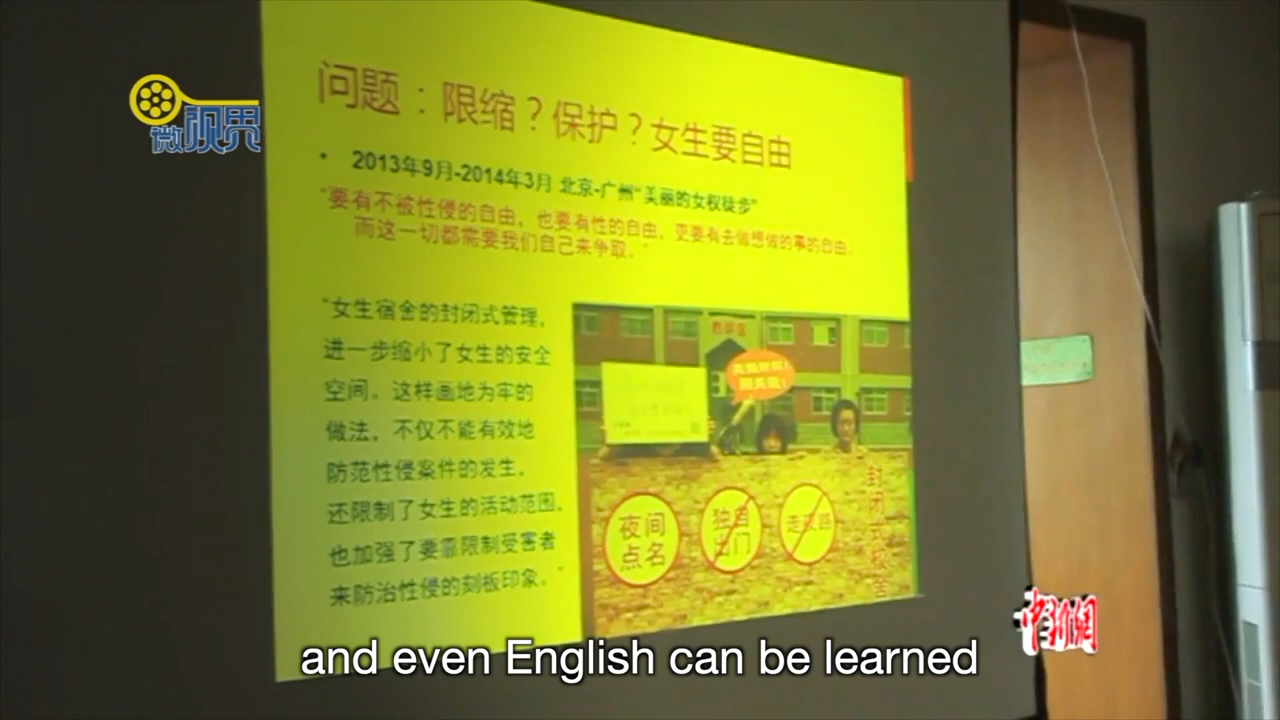 微视界
问题：限缩？保护？女生要自由
• 2013年9月-2014年3月 北京-广州“美丽的女权徒步”
“要有不被性侵的自由，也要有性的自由，更要有去做想做的事的自由。
而这一切都需要我们自己来争取。”
“女生宿舍的封闭式管理，
进一步缩小了女生的安全
空间。这样画地为牢的
做法，不仅不能有效地
防范性侵案件的发生，
还限制了女生的活动范围，
也加强了要靠限制受害者
来防治性侵的刻板印象。”
夜间
点名
独自
出门
走夜路
封闭式校舍
中新网
and even English can be learned